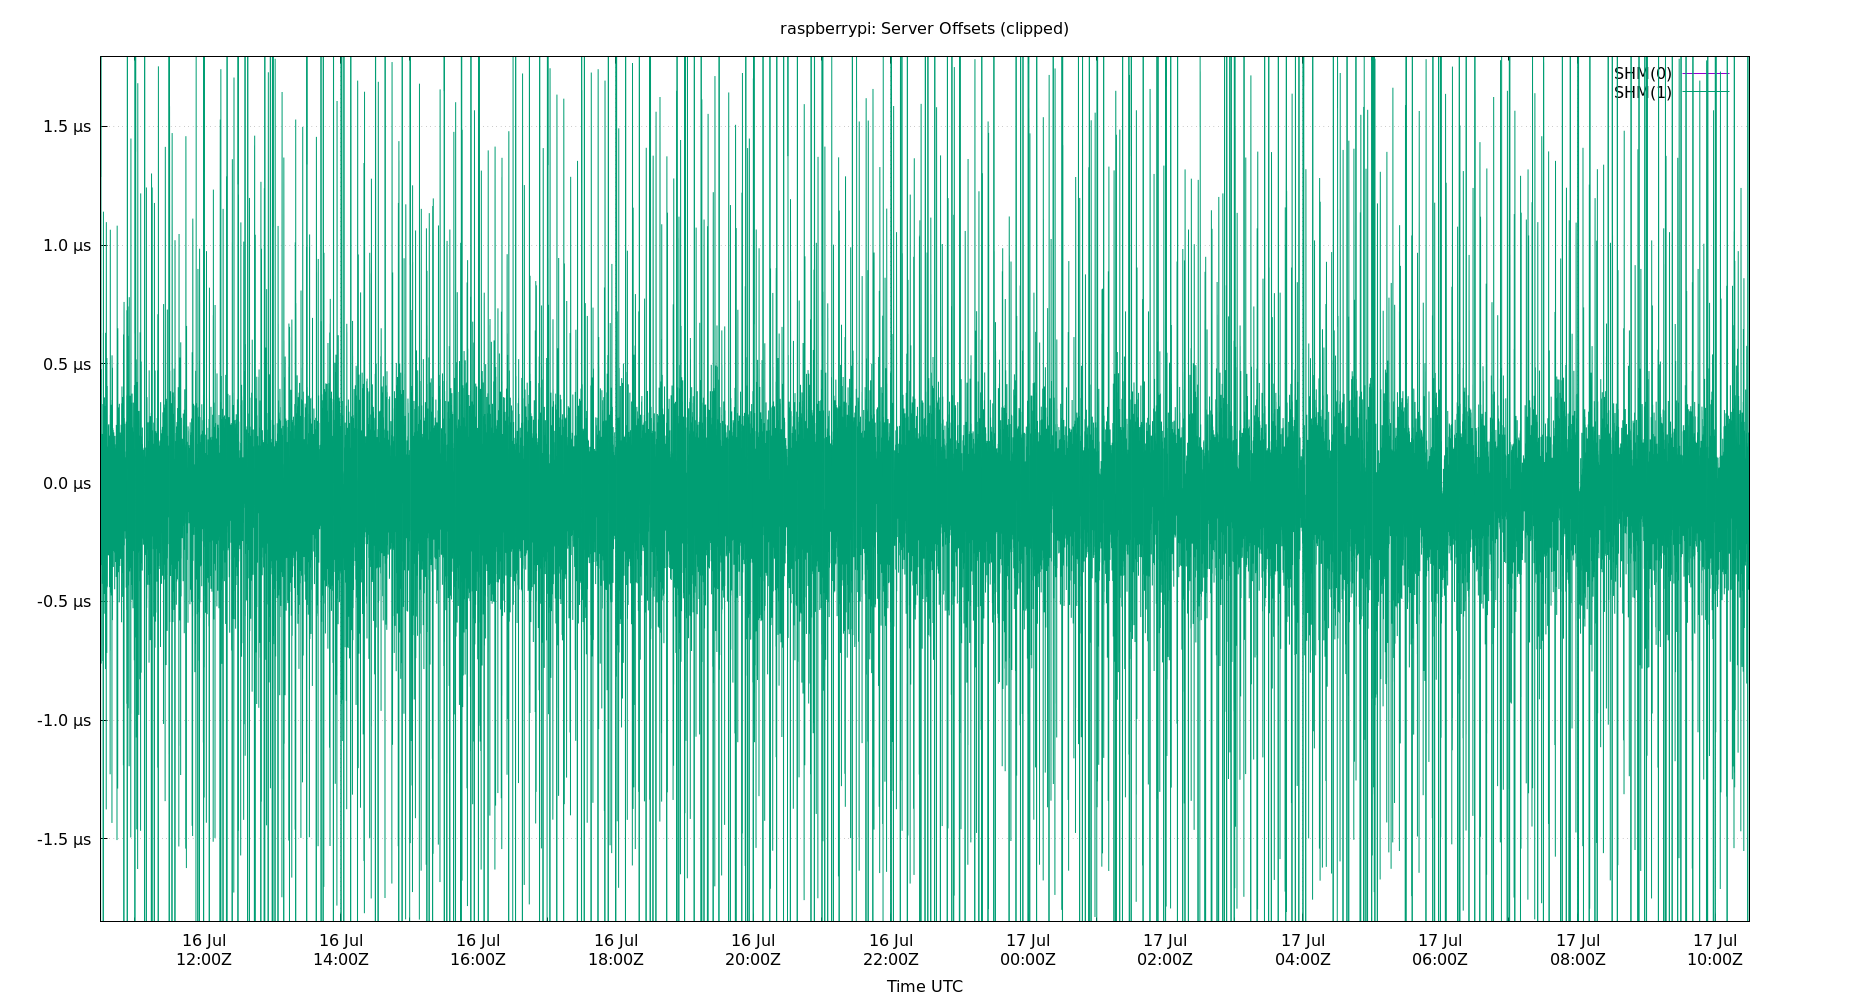 raspberrypi: Server Offsets (clipped)
SHM(0)
SHM(1)
1.5 µs
1.0 µs
0.5 µs
0.0 µs
-0.5 µs
-1.0 µs
-1.5 µs
16 Jul 16 Jul 16 Jul 16 Jul 16 Jul 16 Jul 17 Jul 17 Jul 17 Jul 17 Jul 17 Jul 17 Jul
12:00Z 14:00Z 16:00Z 18:00Z 20:00Z 22:00Z 00:00Z 02:00Z 04:00Z 06:00Z 08:00Z 10:00Z
Time UTC